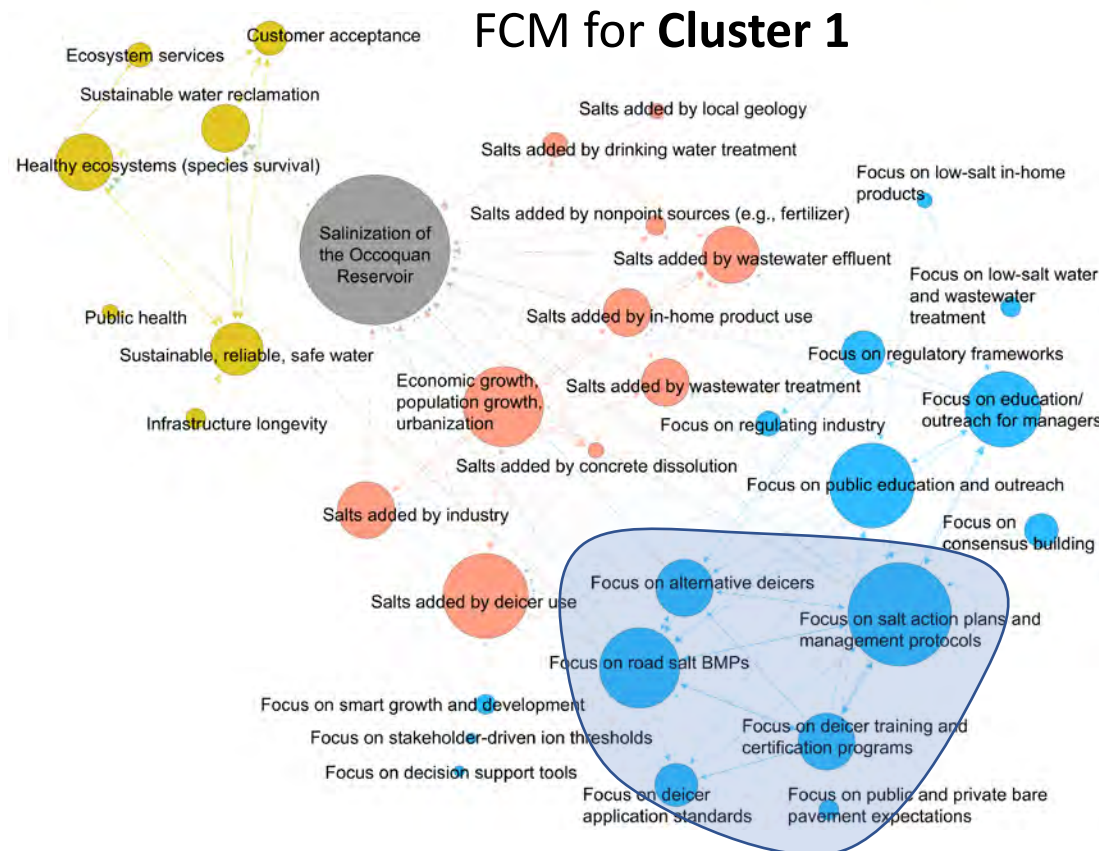 FCM for Cluster 1
Customer acceptance
Ecosystem services
Sustainable water reclamation
Healthy ecosystems (species survival)
Public health
Sustainable, reliable, safe water
Infrastructure longevity
Salinization of
the Occoquan
Reservoir
Salts added by local geology
Salts added by drinking water treatment
Salts added by nonpoint sources (e.g., fertilizer)
Salts added by wastewater effluent
Salts added by in-home product use
Economic growth,
population growth,
urbanization
Salts added by wastewater treatment
Salts added by concrete dissolution
Salts added by industry
Salts added by deicer use
Focus on low-salt in-home
products
Focus on low-salt water
and wastewater
treatment
Focus on regulatory frameworks
Focus on education/
outreach for managers
Focus on regulating industry
Focus on public education and outreach
Focus on
consensus building
Focus on alternative deicers
Focus on salt action plans and
management protocols
Focus on road salt BMPs
Focus on deicer training and
certification programs
Focus on smart growth and development
Focus on stakeholder-driven ion thresholds
Focus on decision support tools
Focus on deicer
application standards
Focus on public and private bare
pavement expectations